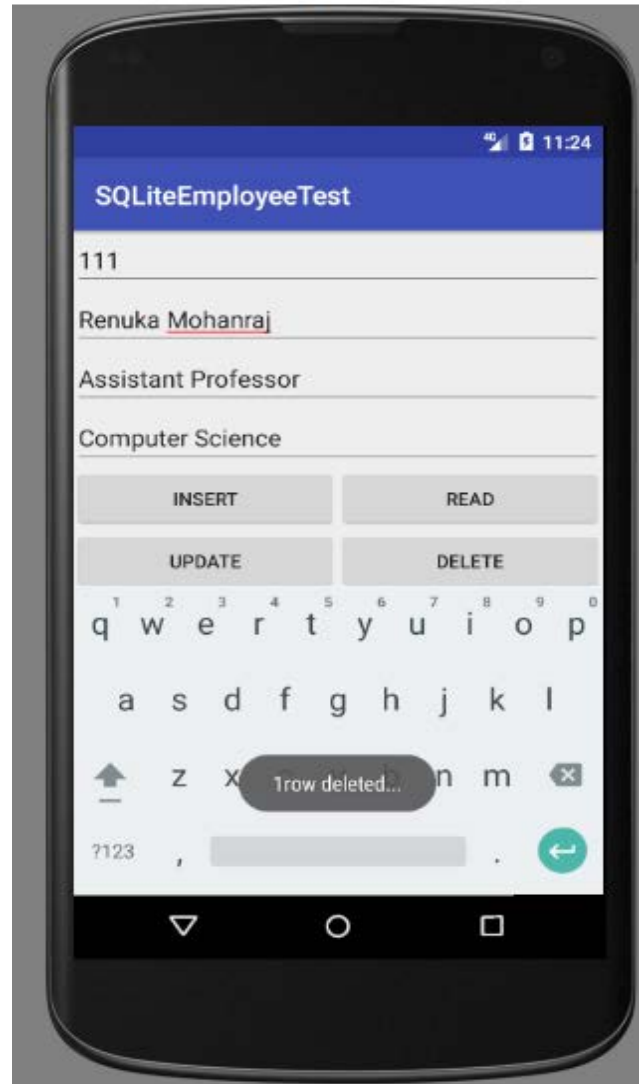 4G 11:24
SQLiteEmployeeTest
111
Renuka Mohanraj
Assistant Professor
Computer Science
INSERT READ
UPDATE DELETE
1 2 3 4 5 6 7 8 9 0
q w e r t y u i o p
a s d f g h j k l
z x n m
1row deleted...
?123 , .